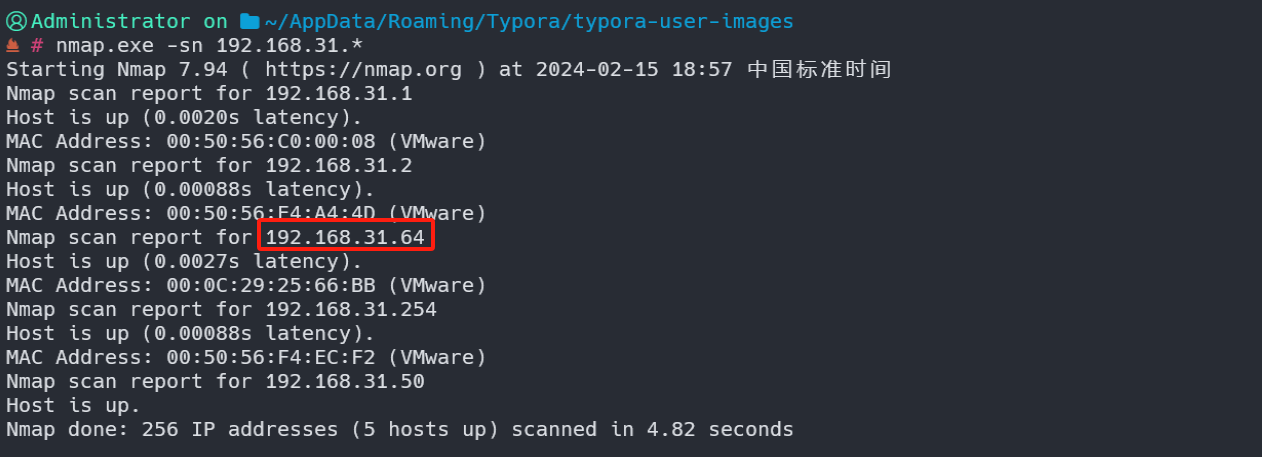 Administrator on ~/AppData/Roaming/Typora/typora-user-images
# nmap.exe -sn 192.168.31.*
Starting Nmap 7.94 ( https://nmap.org ) at 2024-02-15 18:57 中国标准时间
Nmap scan report for 192.168.31.1
Host is up (0.0020s latency).
MAC Address: 00:50:56:C0:00:08 (VMware)
Nmap scan report for 192.168.31.2
Host is up (0.00088s latency).
MAC Address: 00:50:56:F4:A4:4D (VMware)
Nmap scan report for 192.168.31.64
Host is up (0.0027s latency).
MAC Address: 00:0C:29:25:66:BB (VMware)
Nmap scan report for 192.168.31.254
Host is up (0.00088s latency).
MAC Address: 00:50:56:F4:EC:F2 (VMware)
Nmap scan report for 192.168.31.50
Host is up.
Nmap done: 256 IP addresses (5 hosts up) scanned in 4.82 seconds